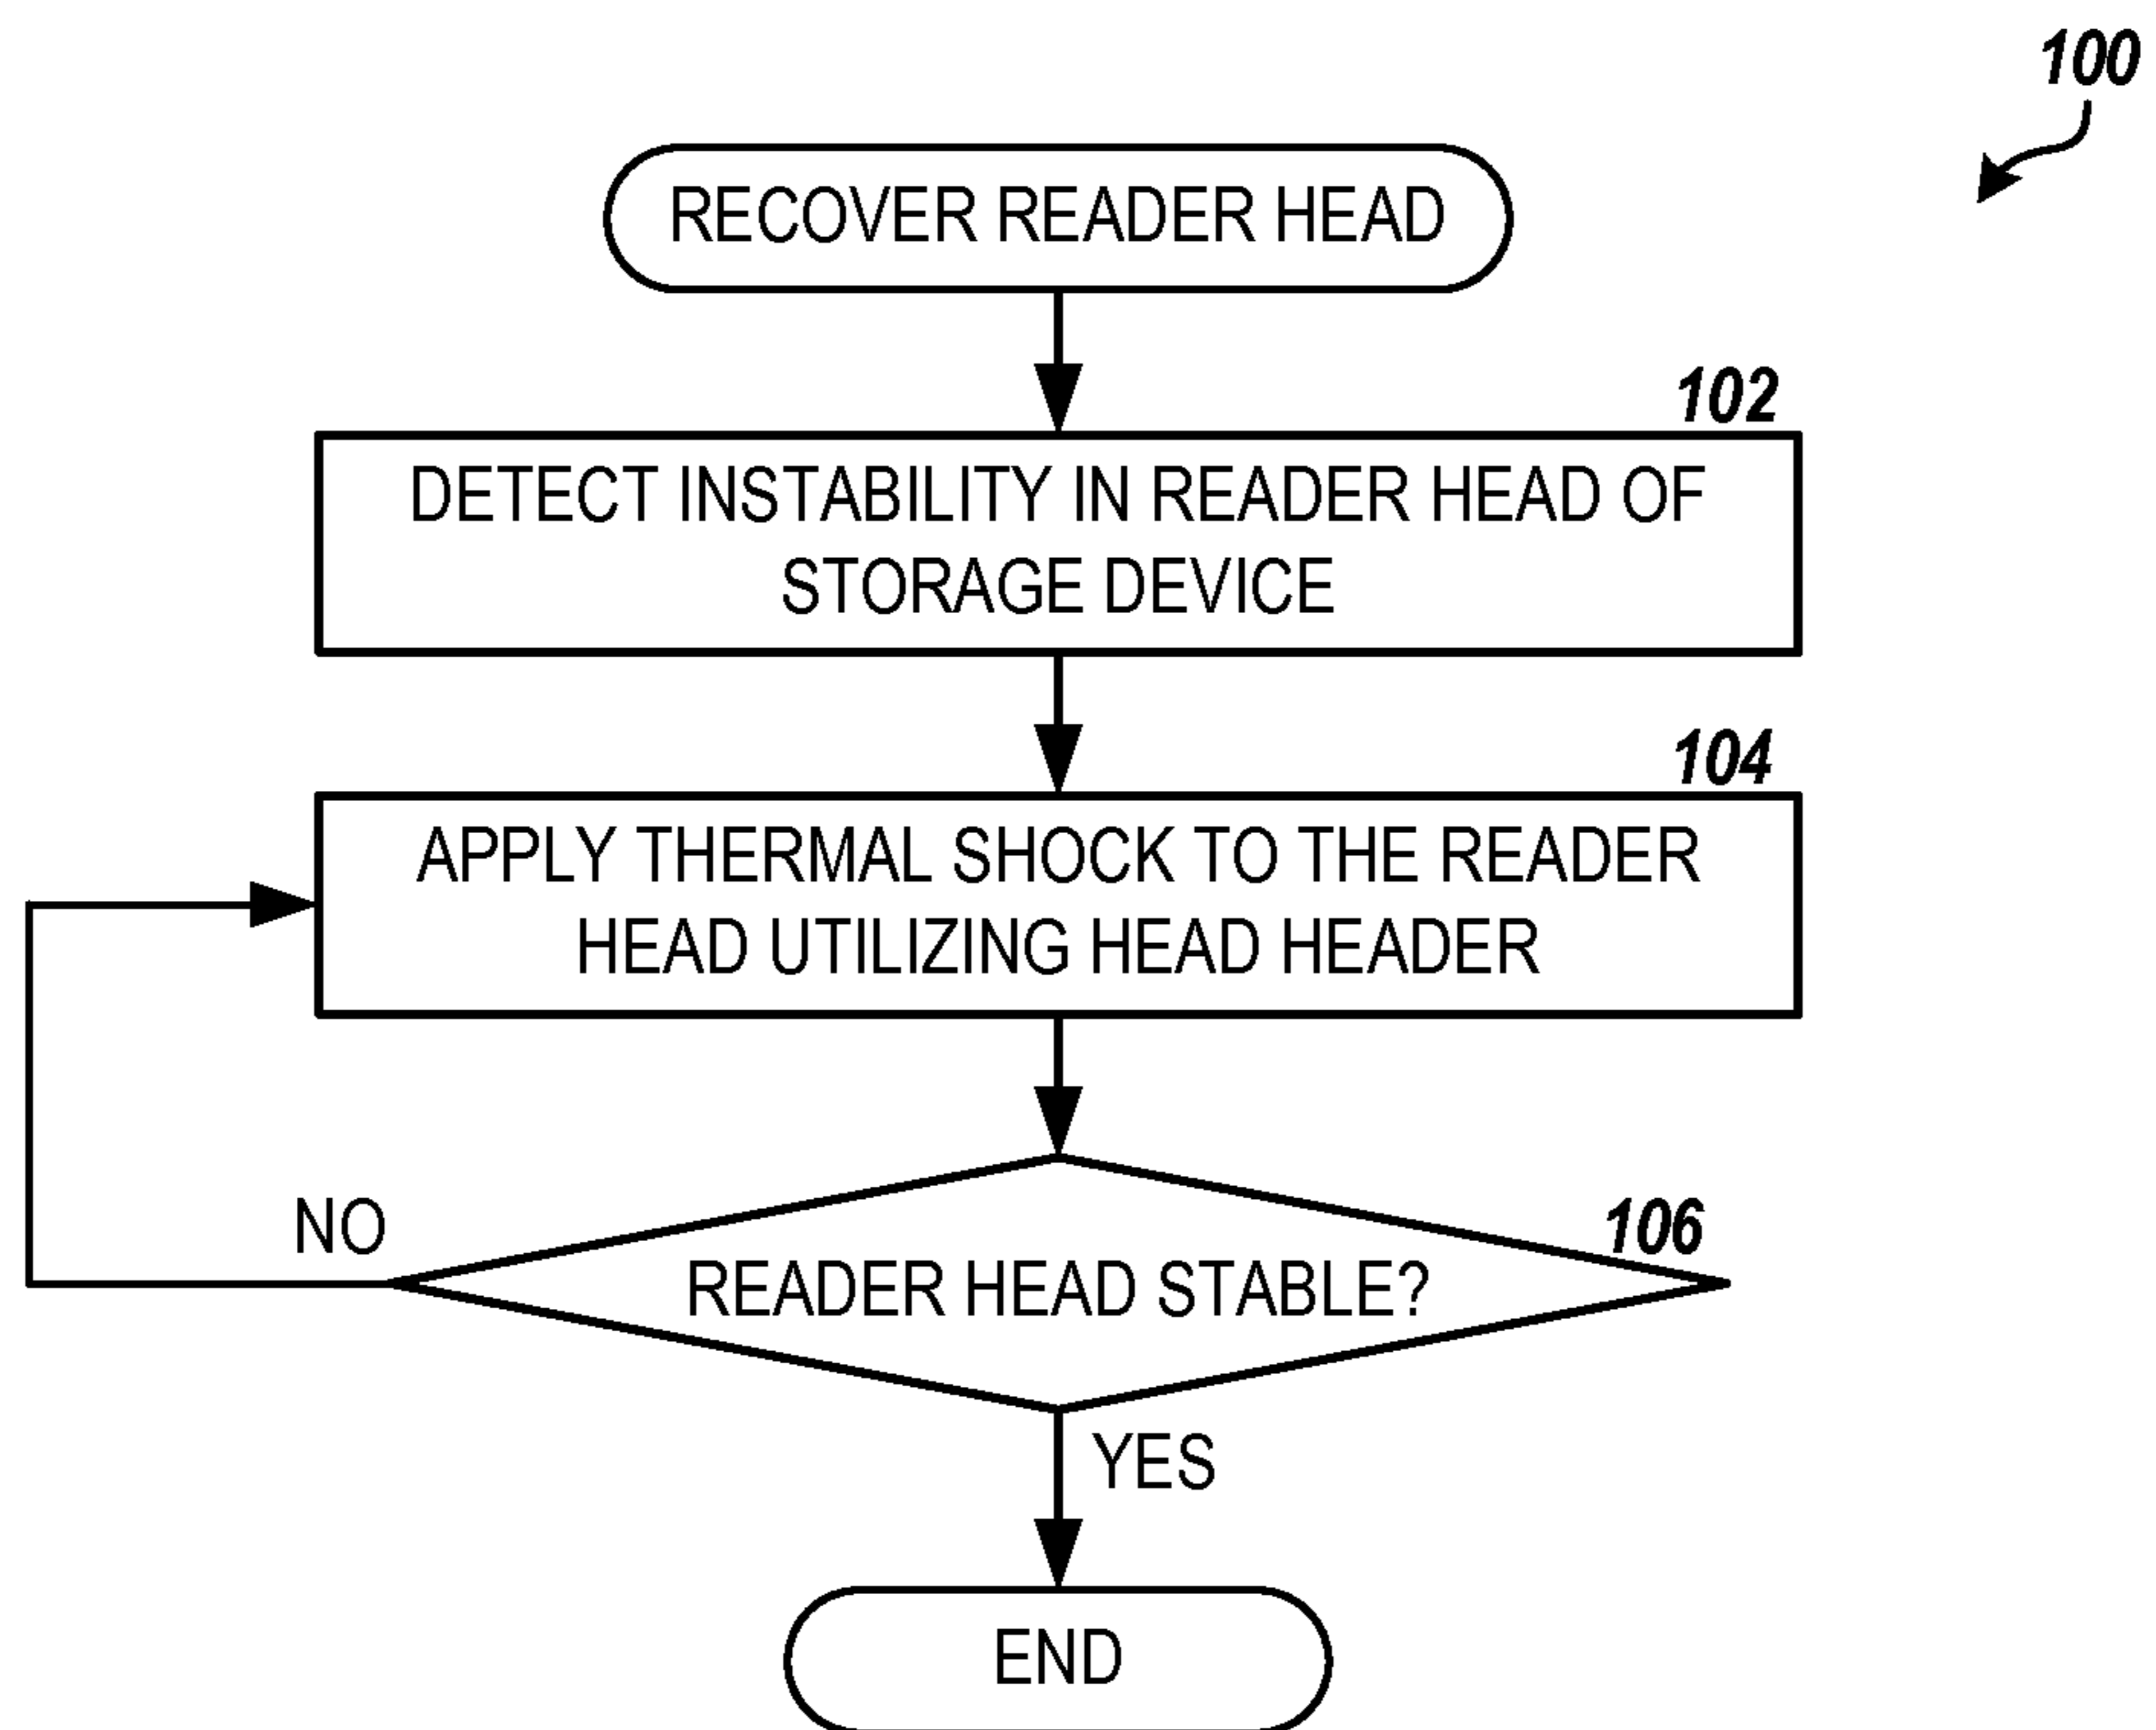 100
RECOVER READER HEAD
102
DETECT INSTABILITY IN READER HEAD OF
STORAGE DEVICE
104
APPLY THERMAL SHOCK TO THE READER
HEAD UTILIZING HEAD HEADER
NO
106
READER HEAD STABLE?
YES
END